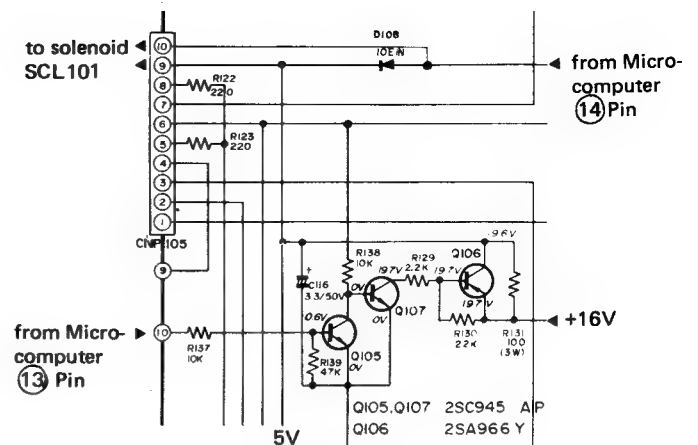 to solenoid
SCL101
D108
10E1N
from Micro-
computer
14 Pin
10
9
8
7
6
5
4
3
2
1
R122
220
R123
220
CNP105
9
10
from Micro-
computer
13 Pin
R137
10K
C116
3.3/50V
R138
10K
0.6V
0V
Q105
0V
R139
47K
19.7V
Q107
0V
R129
2.2K
19.7V
Q106
19.6V
19.7V
R130
22K
R131
100
(3W)
+16V
5V
Q105,Q107 2SC945 A P
Q106 2SA966 Y